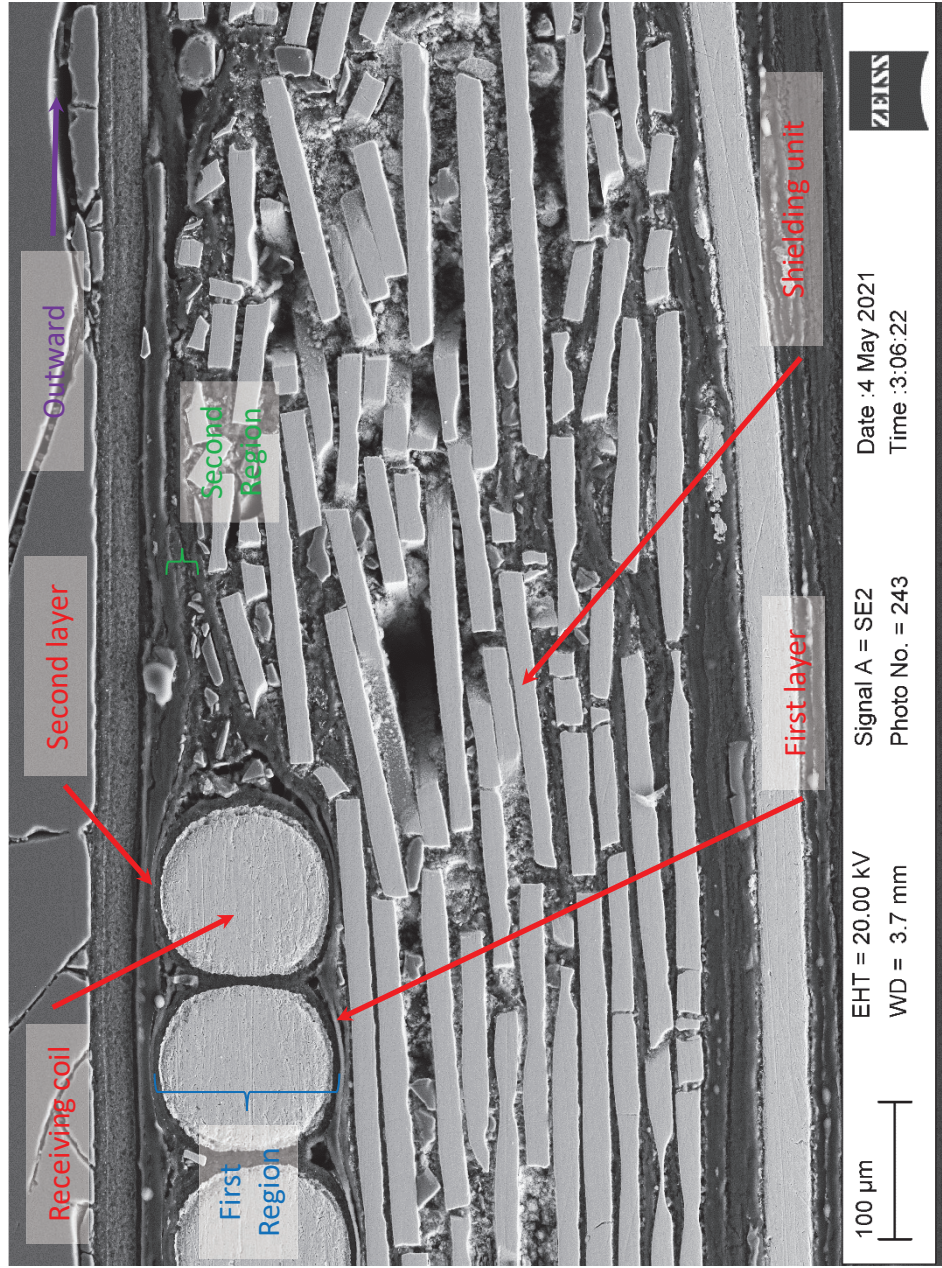 Receiving coil
Second layer
Outward
First
Region
Second
Region
First layer
Shielding unit
100 µm
EHT = 20.00 kV
WD = 3.7 mm
Signal A = SE2
Photo No. = 243
Date :4 May 2021
Time :3:06:22
ZEISS